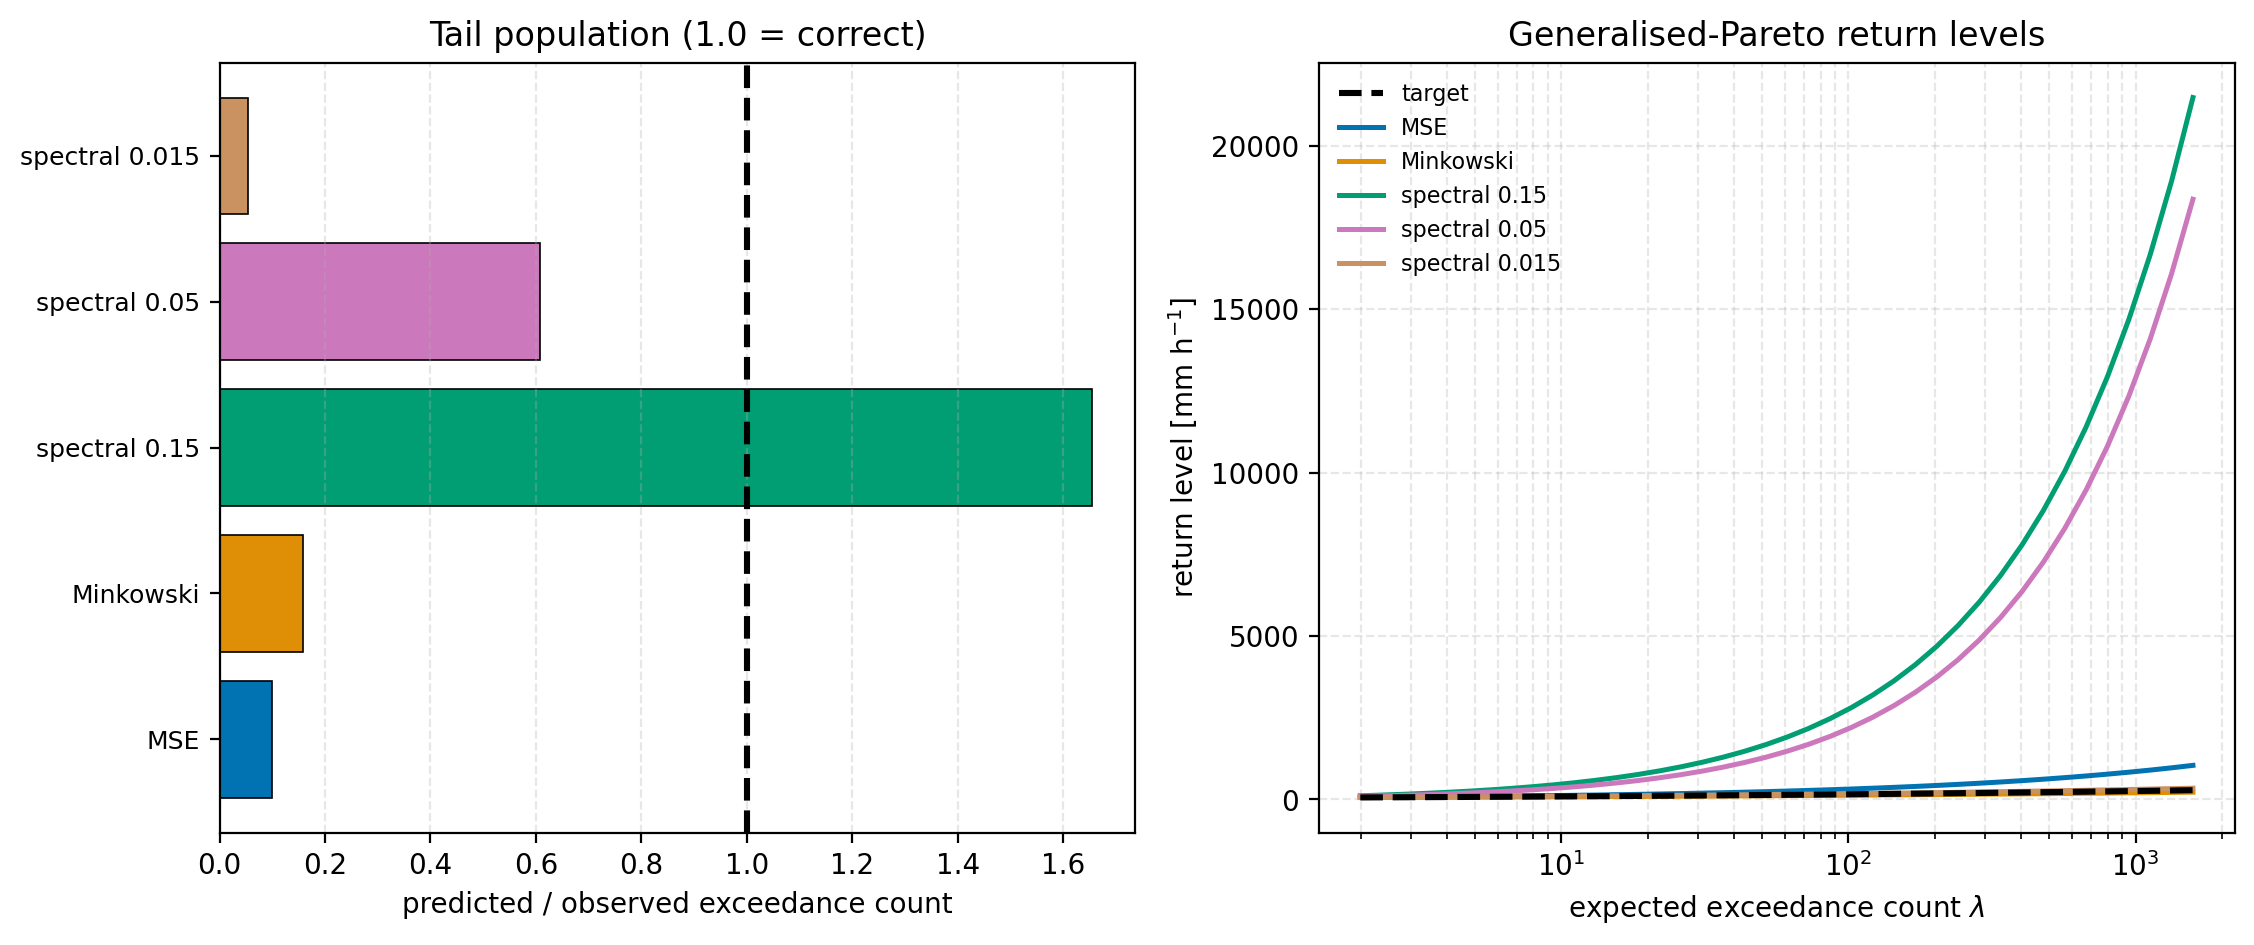 Tail population (1.0 = correct)
spectral 0.015
spectral 0.05
spectral 0.15
Minkowski
MSE
0.0 0.2 0.4 0.6 0.8 1.0 1.2 1.4 1.6
predicted / observed exceedance count
Generalised-Pareto return levels
target
MSE
Minkowski
spectral 0.15
spectral 0.05
spectral 0.015
return level [mm h⁻¹]
20000
15000
10000
5000
0
10¹ 10² 10³
expected exceedance count λ